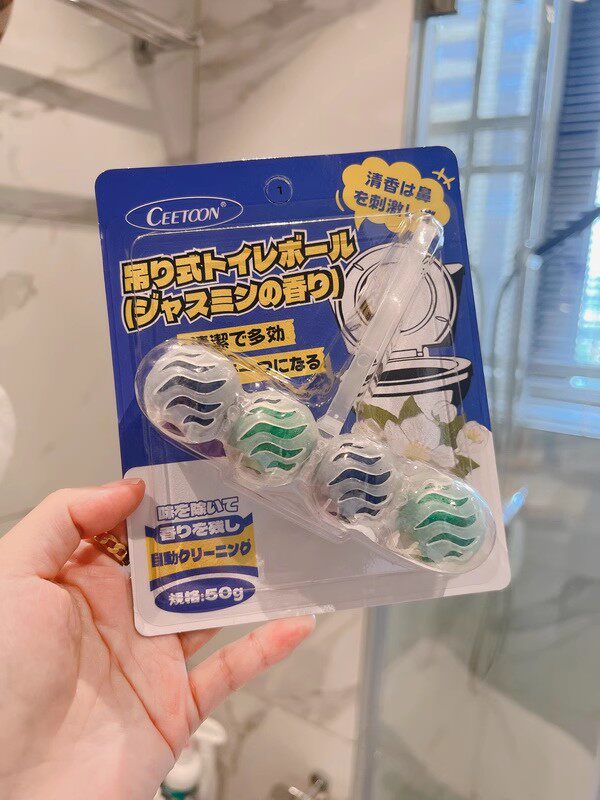 1
CEETOON®
清香は鼻
を刺激し
吊り式トイレボール
(ジャスミンの香り)
清潔で多効
になる
味を除いて
香りを残し
自動クリーニング
规格:50g